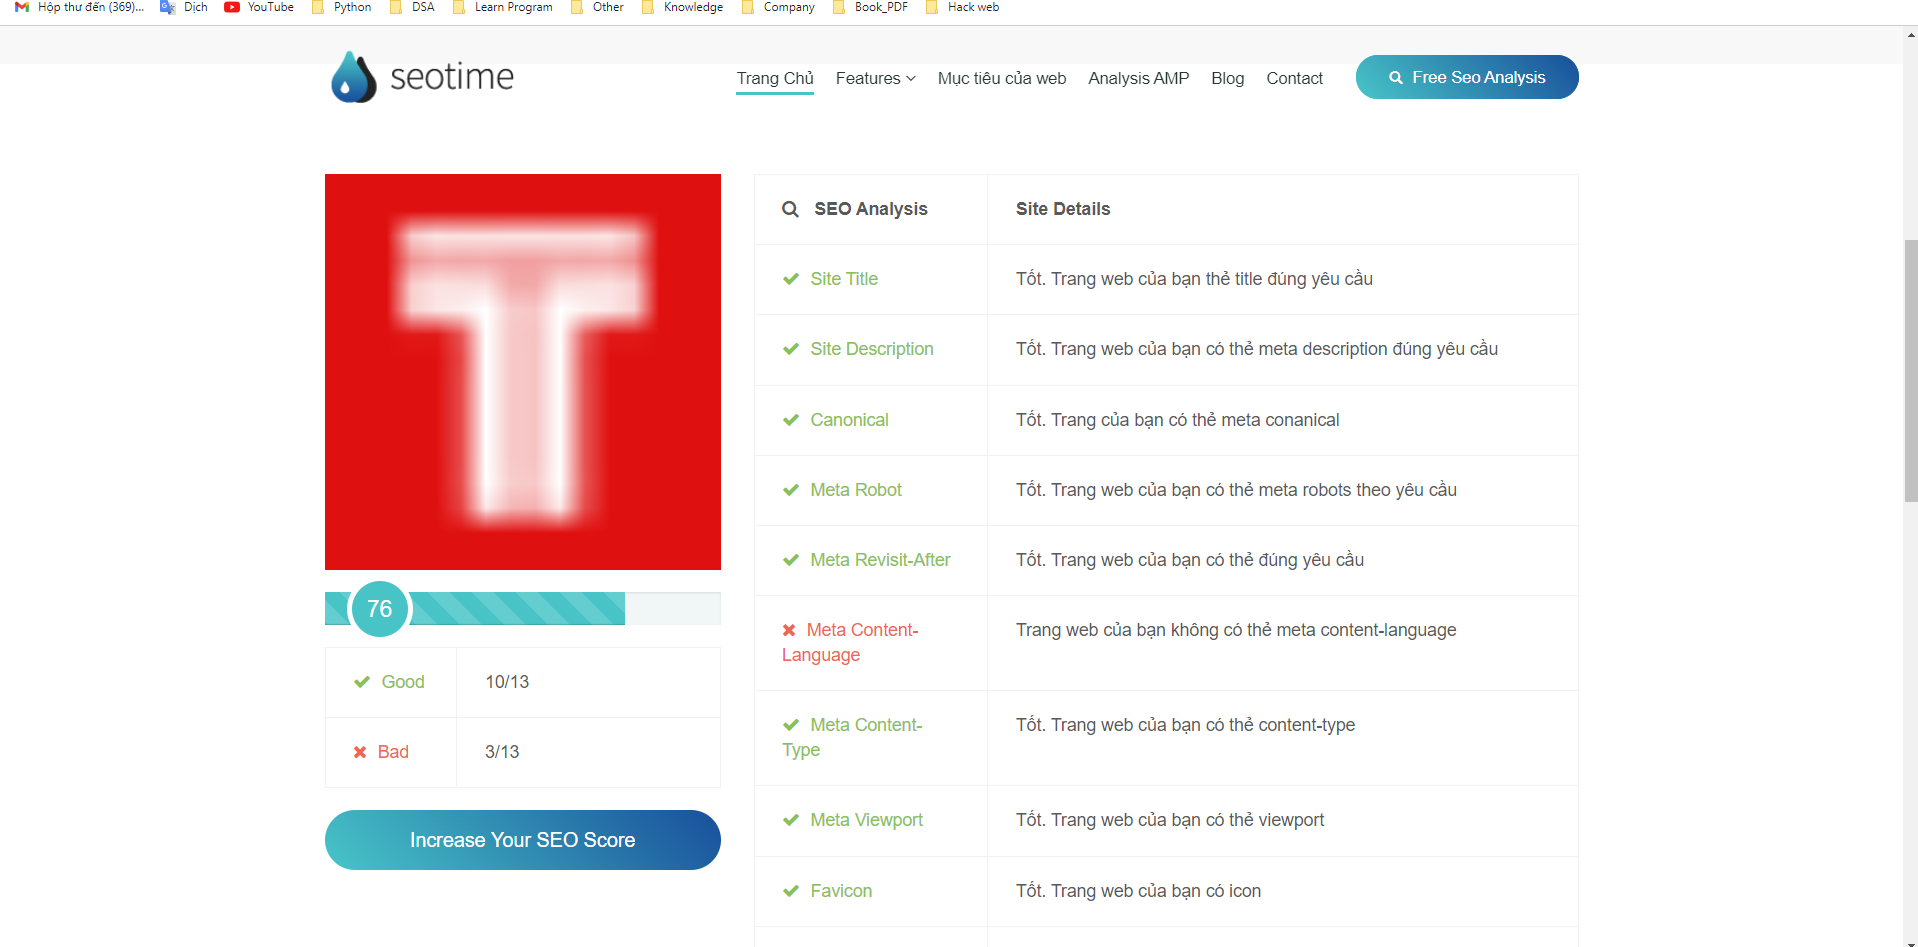 Hộp thư đến (369)... Dịch YouTube Python DSA Learn Program Other Knowledge Company Book_PDF Hack web
seotime Trang Chủ Features Mục tiêu của web Analysis AMP Blog Contact Free Seo Analysis
T
76
Good 10/13
Bad 3/13
Increase Your SEO Score
SEO Analysis Site Details
Site Title Tốt. Trang web của bạn thẻ title đúng yêu cầu
Site Description Tốt. Trang web của bạn có thẻ meta description đúng yêu cầu
Canonical Tốt. Trang của bạn có thẻ meta conanical
Meta Robot Tốt. Trang web của bạn có thẻ meta robots theo yêu cầu
Meta Revisit-After Tốt. Trang web của bạn có thẻ đúng yêu cầu
Meta Content- Trang web của bạn không có thẻ meta content-language
Language
Meta Content- Tốt. Trang web của bạn có thẻ content-type
Type
Meta Viewport Tốt. Trang web của bạn có thẻ viewport
Favicon Tốt. Trang web của bạn có icon